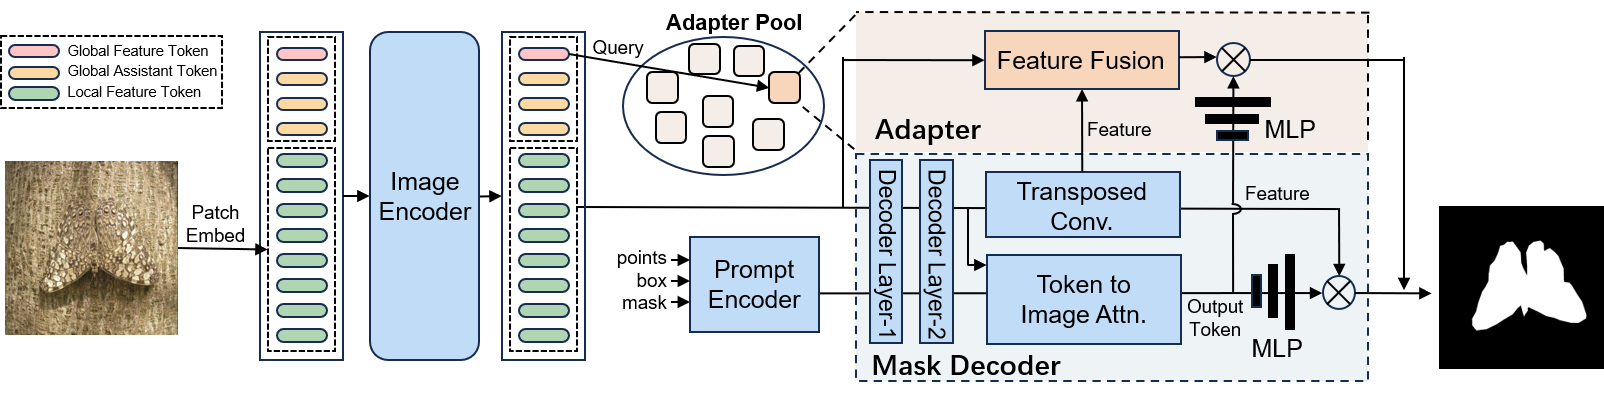 Global Feature Token
Global Assistant Token
Local Feature Token
Patch
Embed
Image
Encoder
Adapter Pool
Query
points
box
mask
Prompt
Encoder
Feature Fusion
MLP
Feature
Adapter
Decoder Layer-1
Decoder Layer-2
Transposed
Conv.
Feature
Token to
Image Attn.
Output
Token
MLP
Mask Decoder